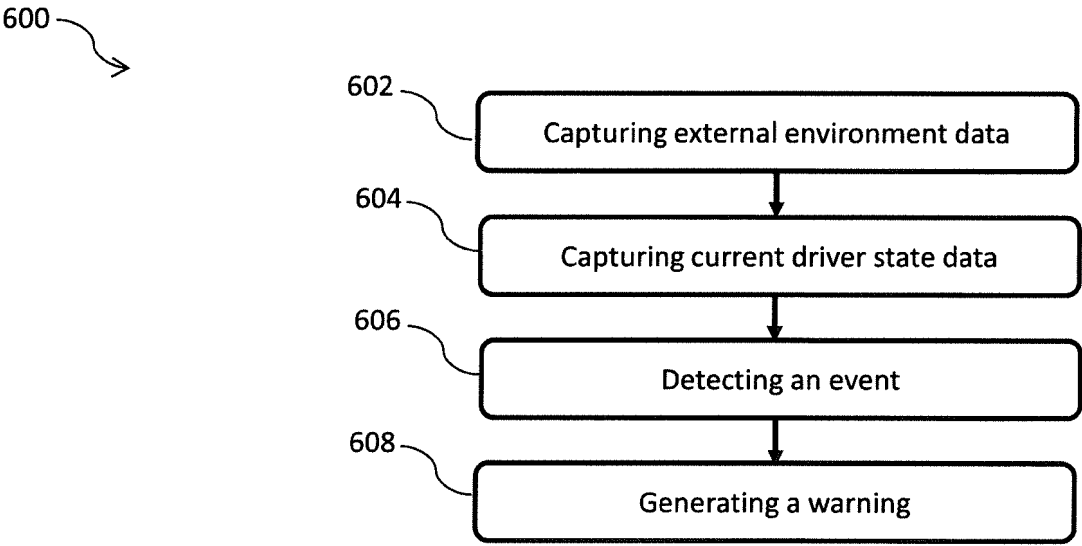 600
602
Capturing external environment data
604
Capturing current driver state data
606
Detecting an event
608
Generating a warning